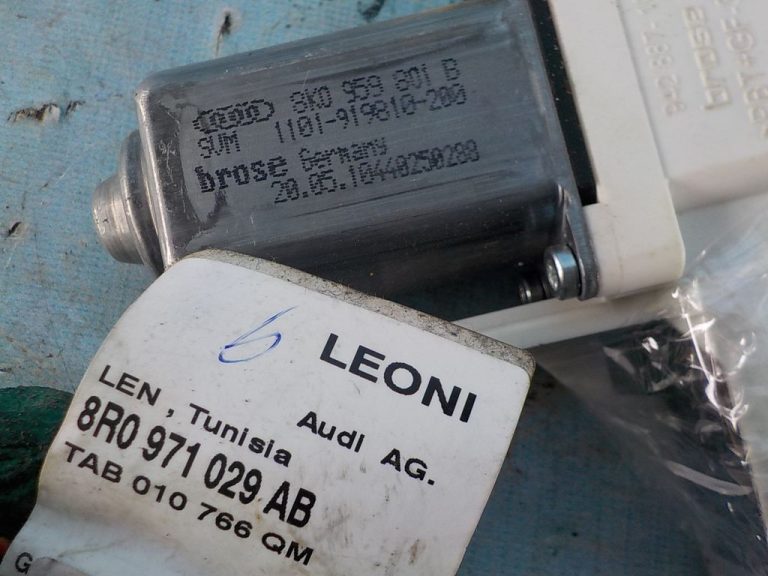 8K0 959 801 B
SVM 1101-919810-200
brose Germany
20.05.10440250288
brose
6
LEONI
LEN , Tunisia Audi AG.
8R0 971 029 AB
TAB 010 766 QM
G